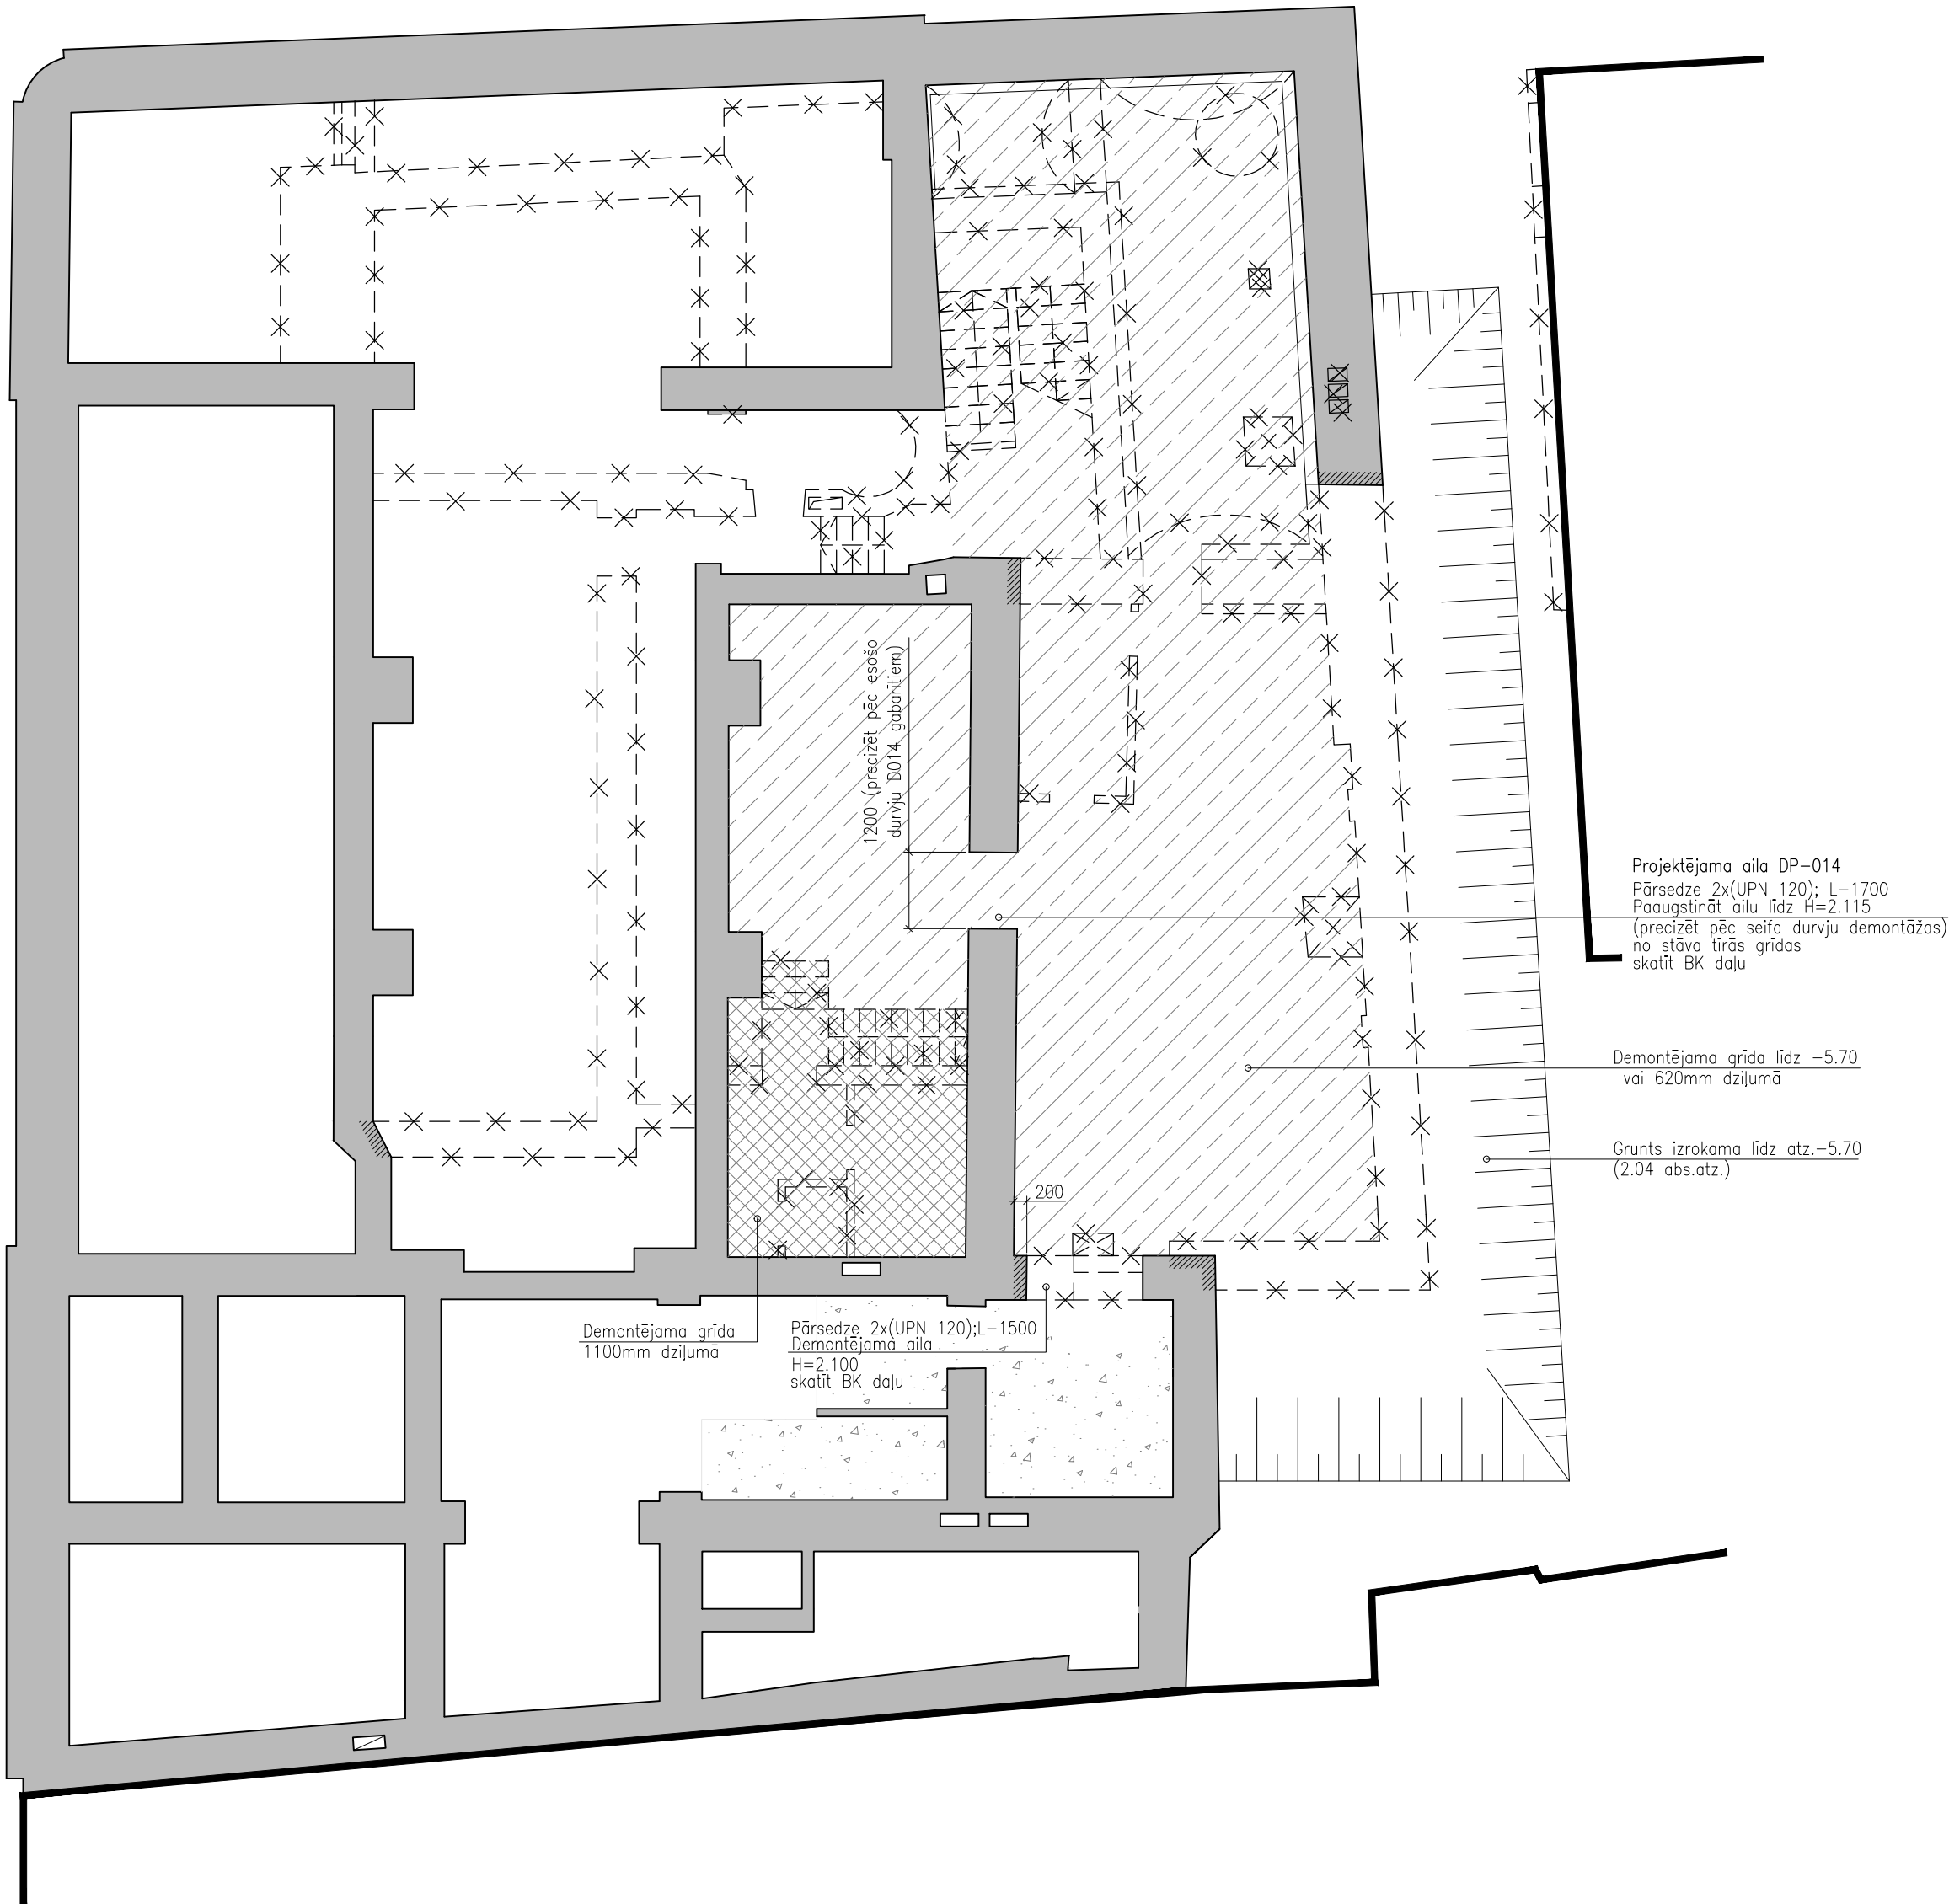 1200 (precizēt pēc esošo
durvju D014 gabarītiem)
Projektējama aila DP-014
Pārsedze 2x(UPN 120); L-1700
Paaugstināt ailu līdz H=2.115
(precizēt pēc seifa durvju demontāžas)
no stāva tīrās grīdas
skatīt BK daļu
Demontējama grīda līdz -5.70
vai 620mm dziļumā
Grunts izrokama līdz atz.-5.70
(2.04 abs.atz.)
200
Demontējama grīda
1100mm dziļumā
Pārsedze 2x(UPN 120);L-1500
Demontējama aila
H=2.100
skatīt BK daļu